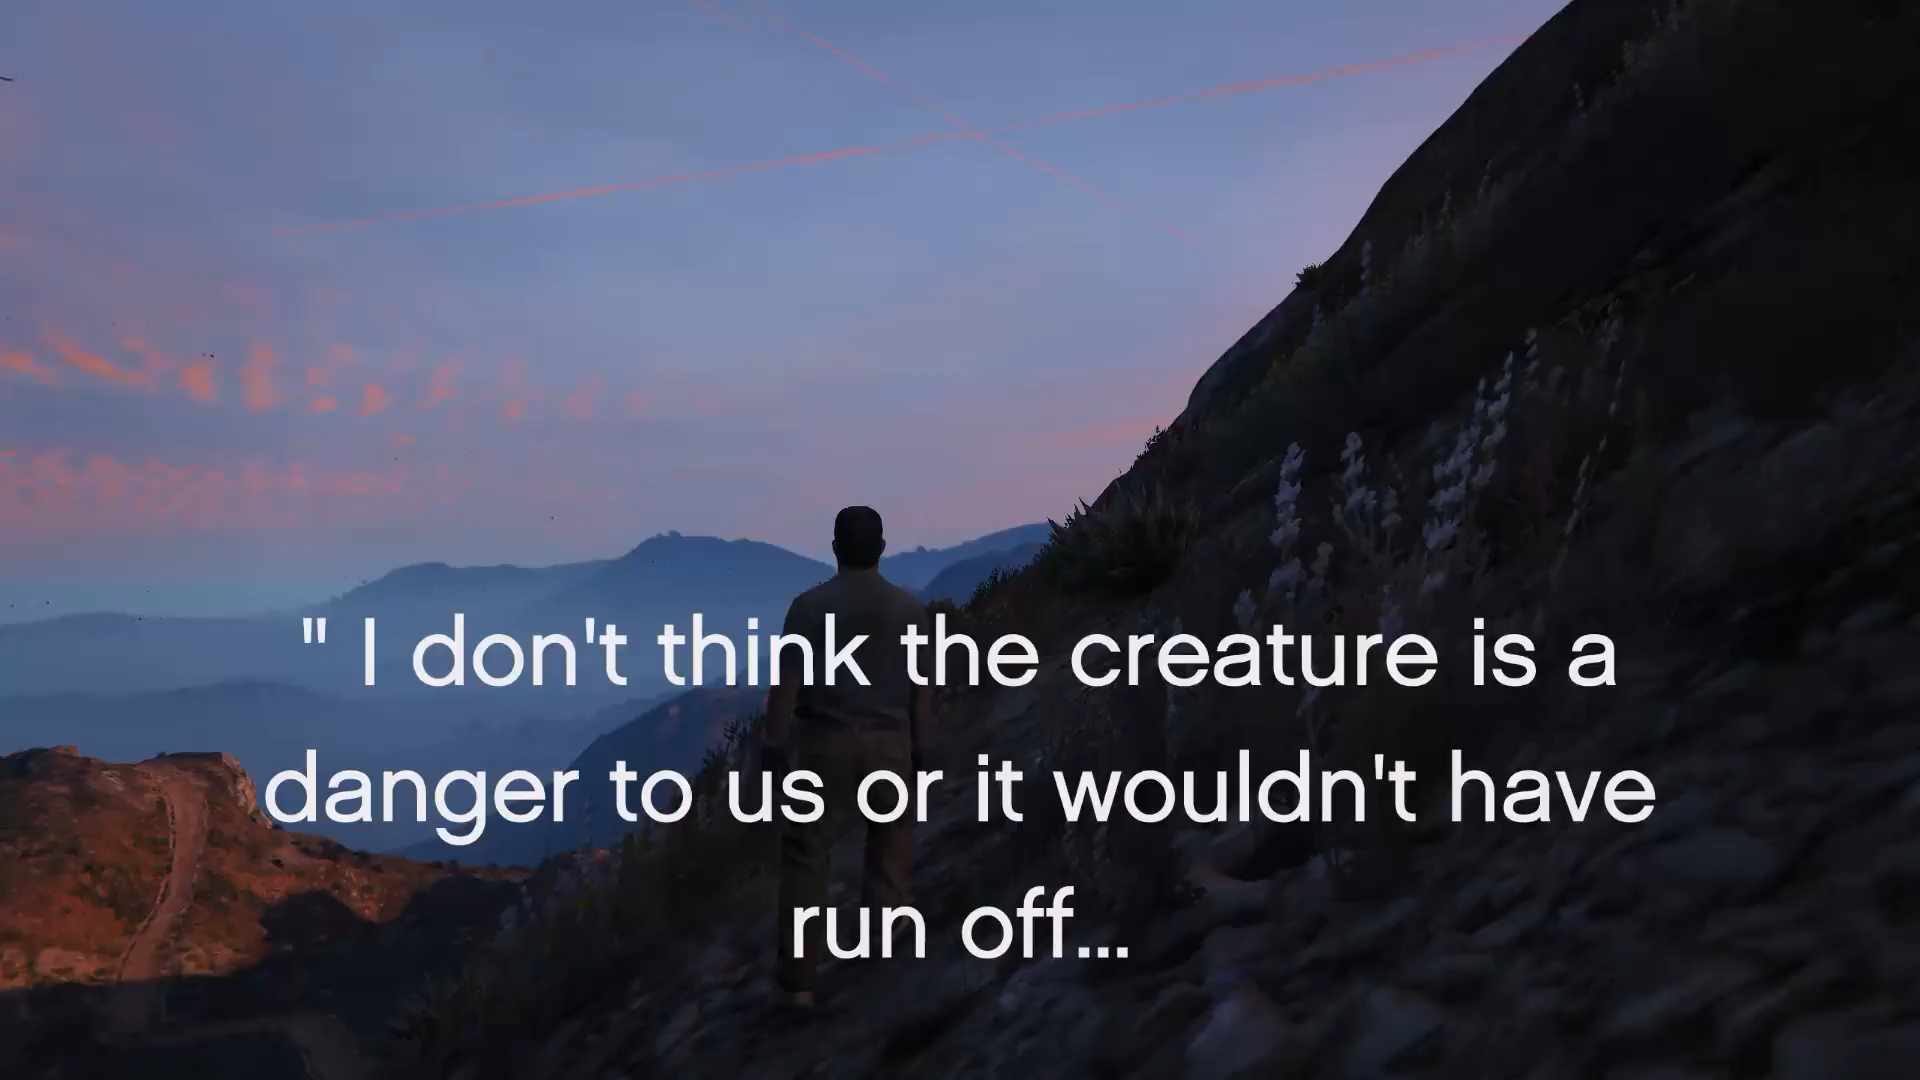 " I don't think the creature is a
danger to us or it wouldn't have
run off...